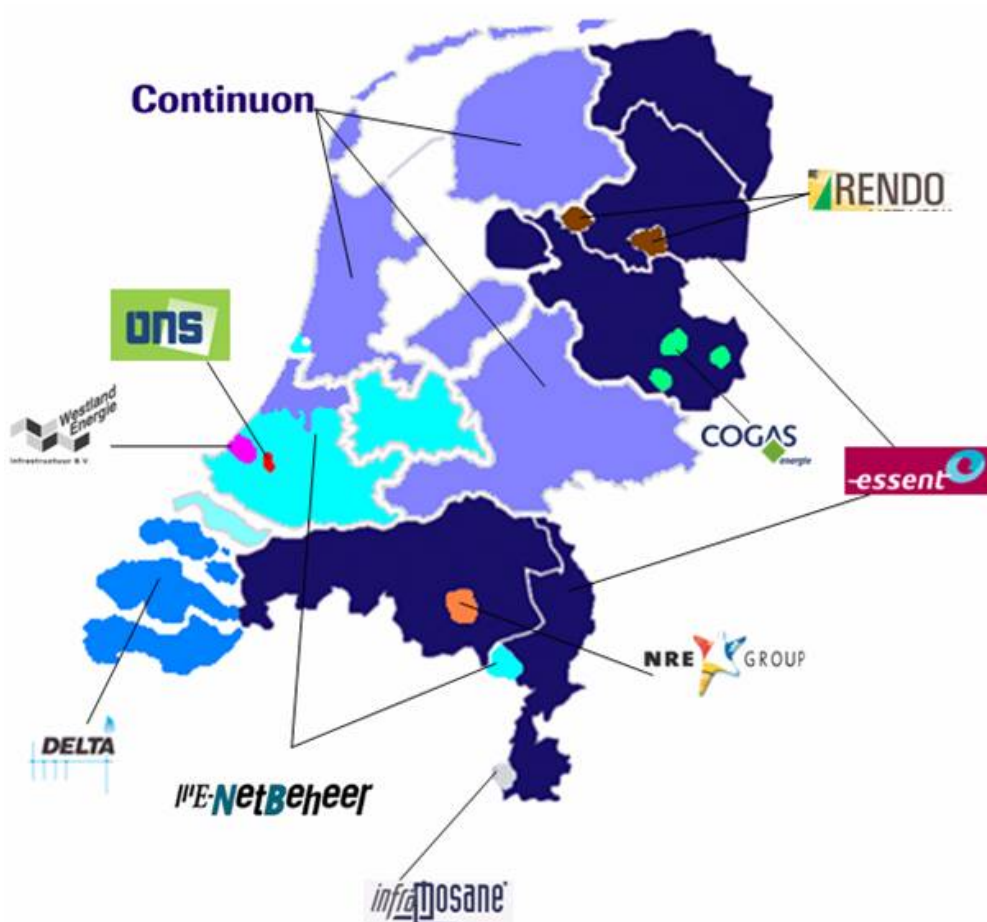 Continuon
RENDO
ons
Westland
Energie
infrastructuur B.V.
COGAS
energie
essent
NRE GROUP
DELTA
NetBeheer
infraMosane